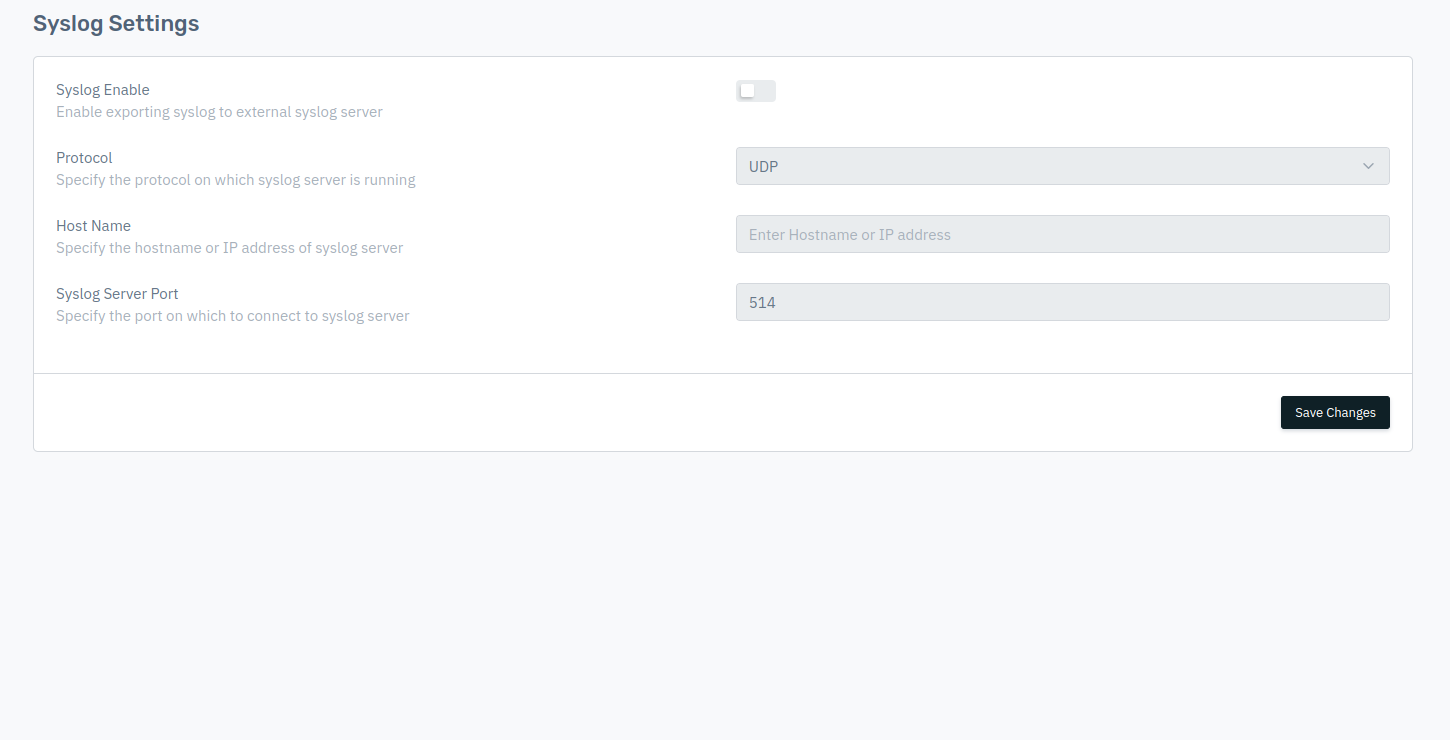 Syslog Settings
Syslog Enable
Enable exporting syslog to external syslog server
Protocol
Specify the protocol on which syslog server is running
UDP
Host Name
Specify the hostname or IP address of syslog server
Enter Hostname or IP address
Syslog Server Port
Specify the port on which to connect to syslog server
514
Save Changes